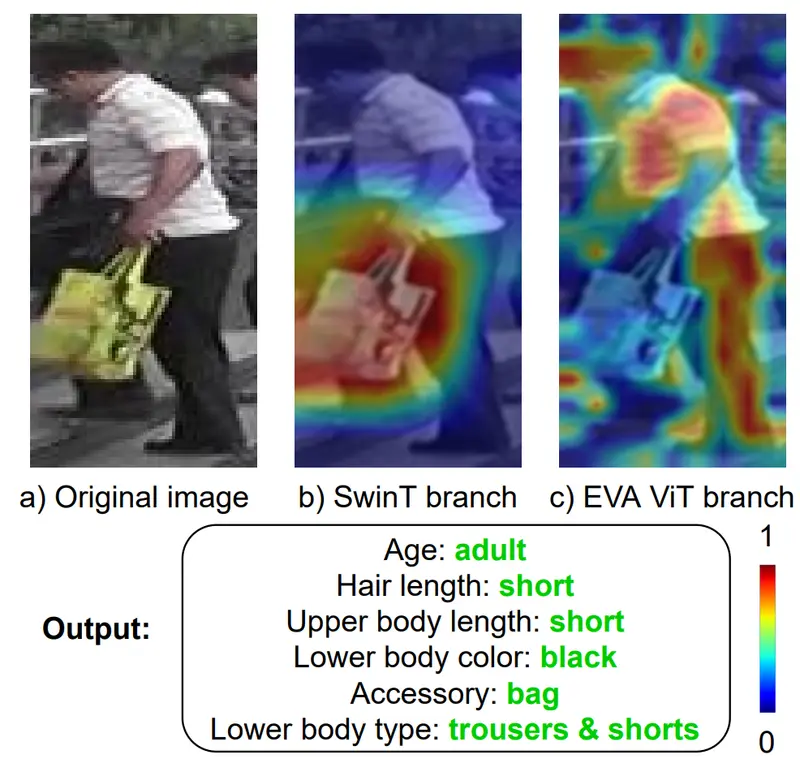 a) Original image
b) SwinT branch
c) EVA ViT branch
Output:
Age: adult
Hair length: short
Upper body length: short
Lower body color: black
Accessory: bag
Lower body type: trousers & shorts
1
0